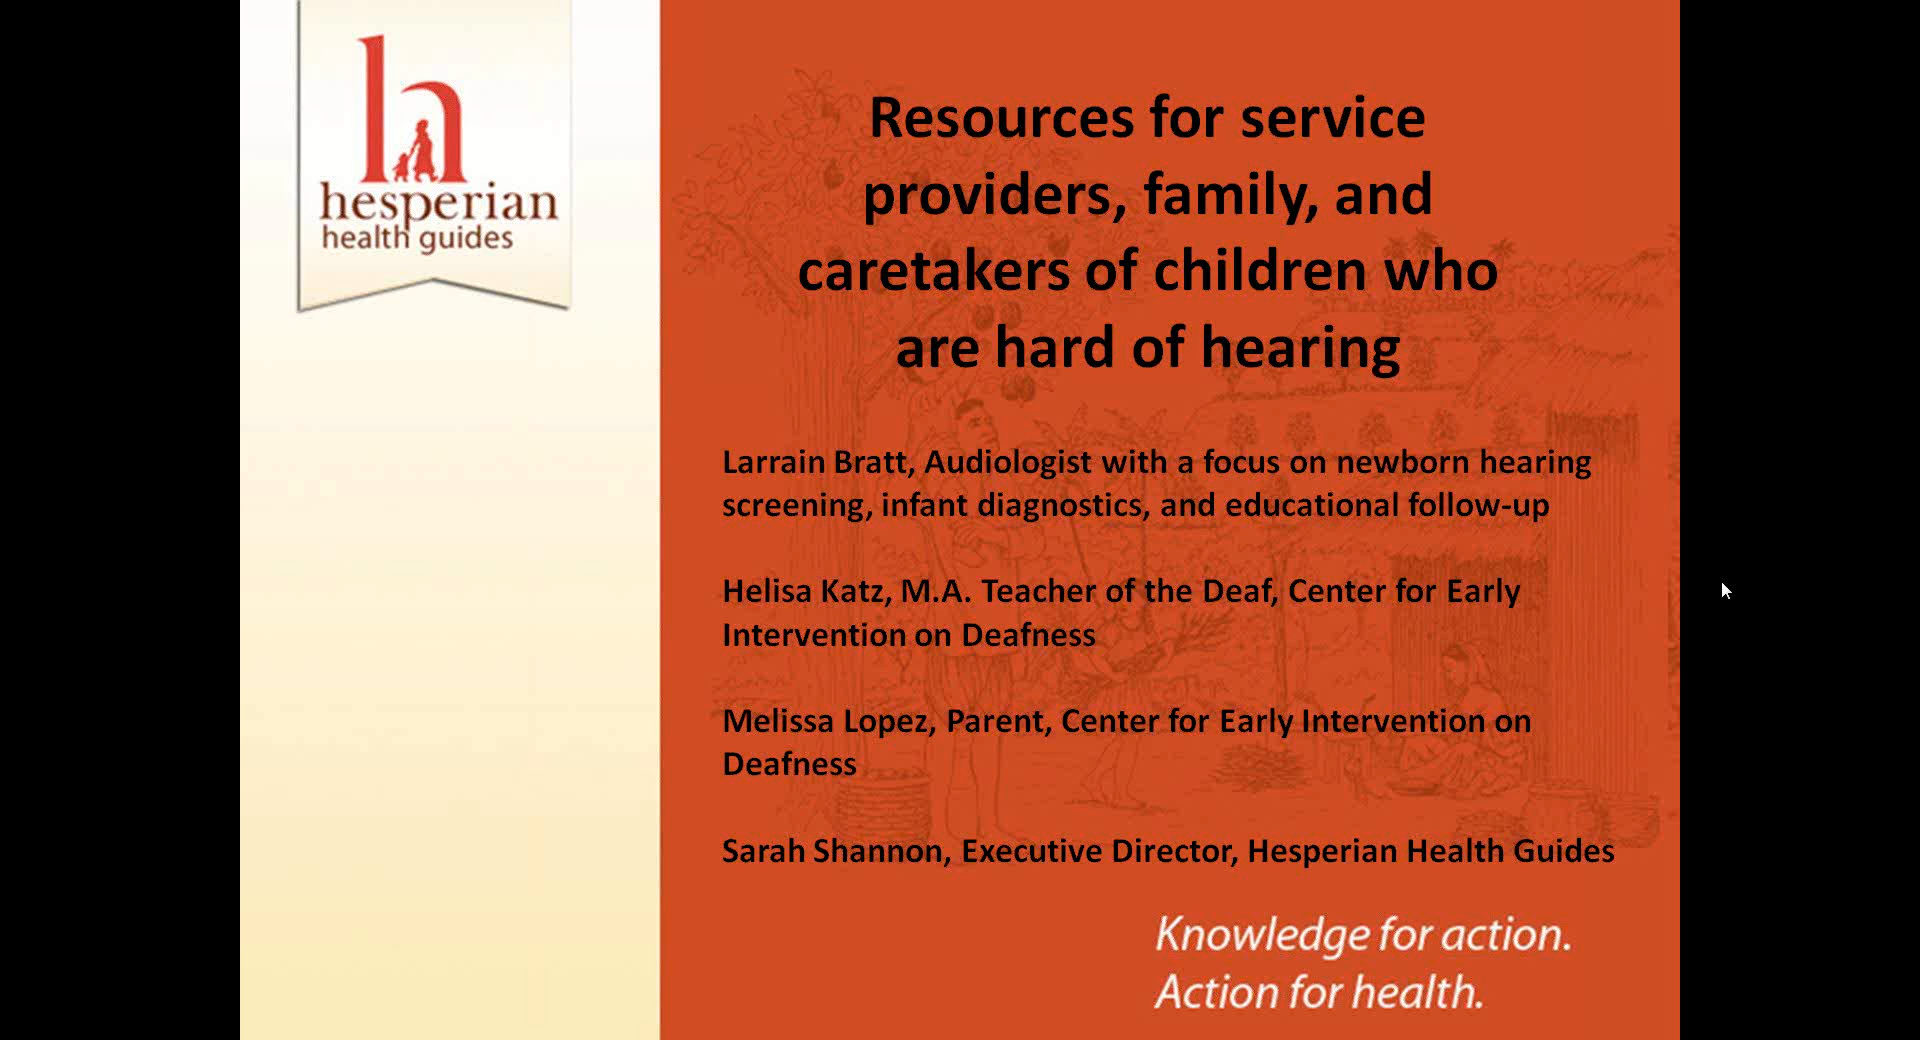 hesperian
health guides
Resources for service
providers, family, and
caretakers of children who
are hard of hearing
Larrain Bratt, Audiologist with a focus on newborn hearing
screening, infant diagnostics, and educational follow-up
Helisa Katz, M.A. Teacher of the Deaf, Center for Early
Intervention on Deafness
Melissa Lopez, Parent, Center for Early Intervention on
Deafness
Sarah Shannon, Executive Director, Hesperian Health Guides
Knowledge for action.
Action for health.